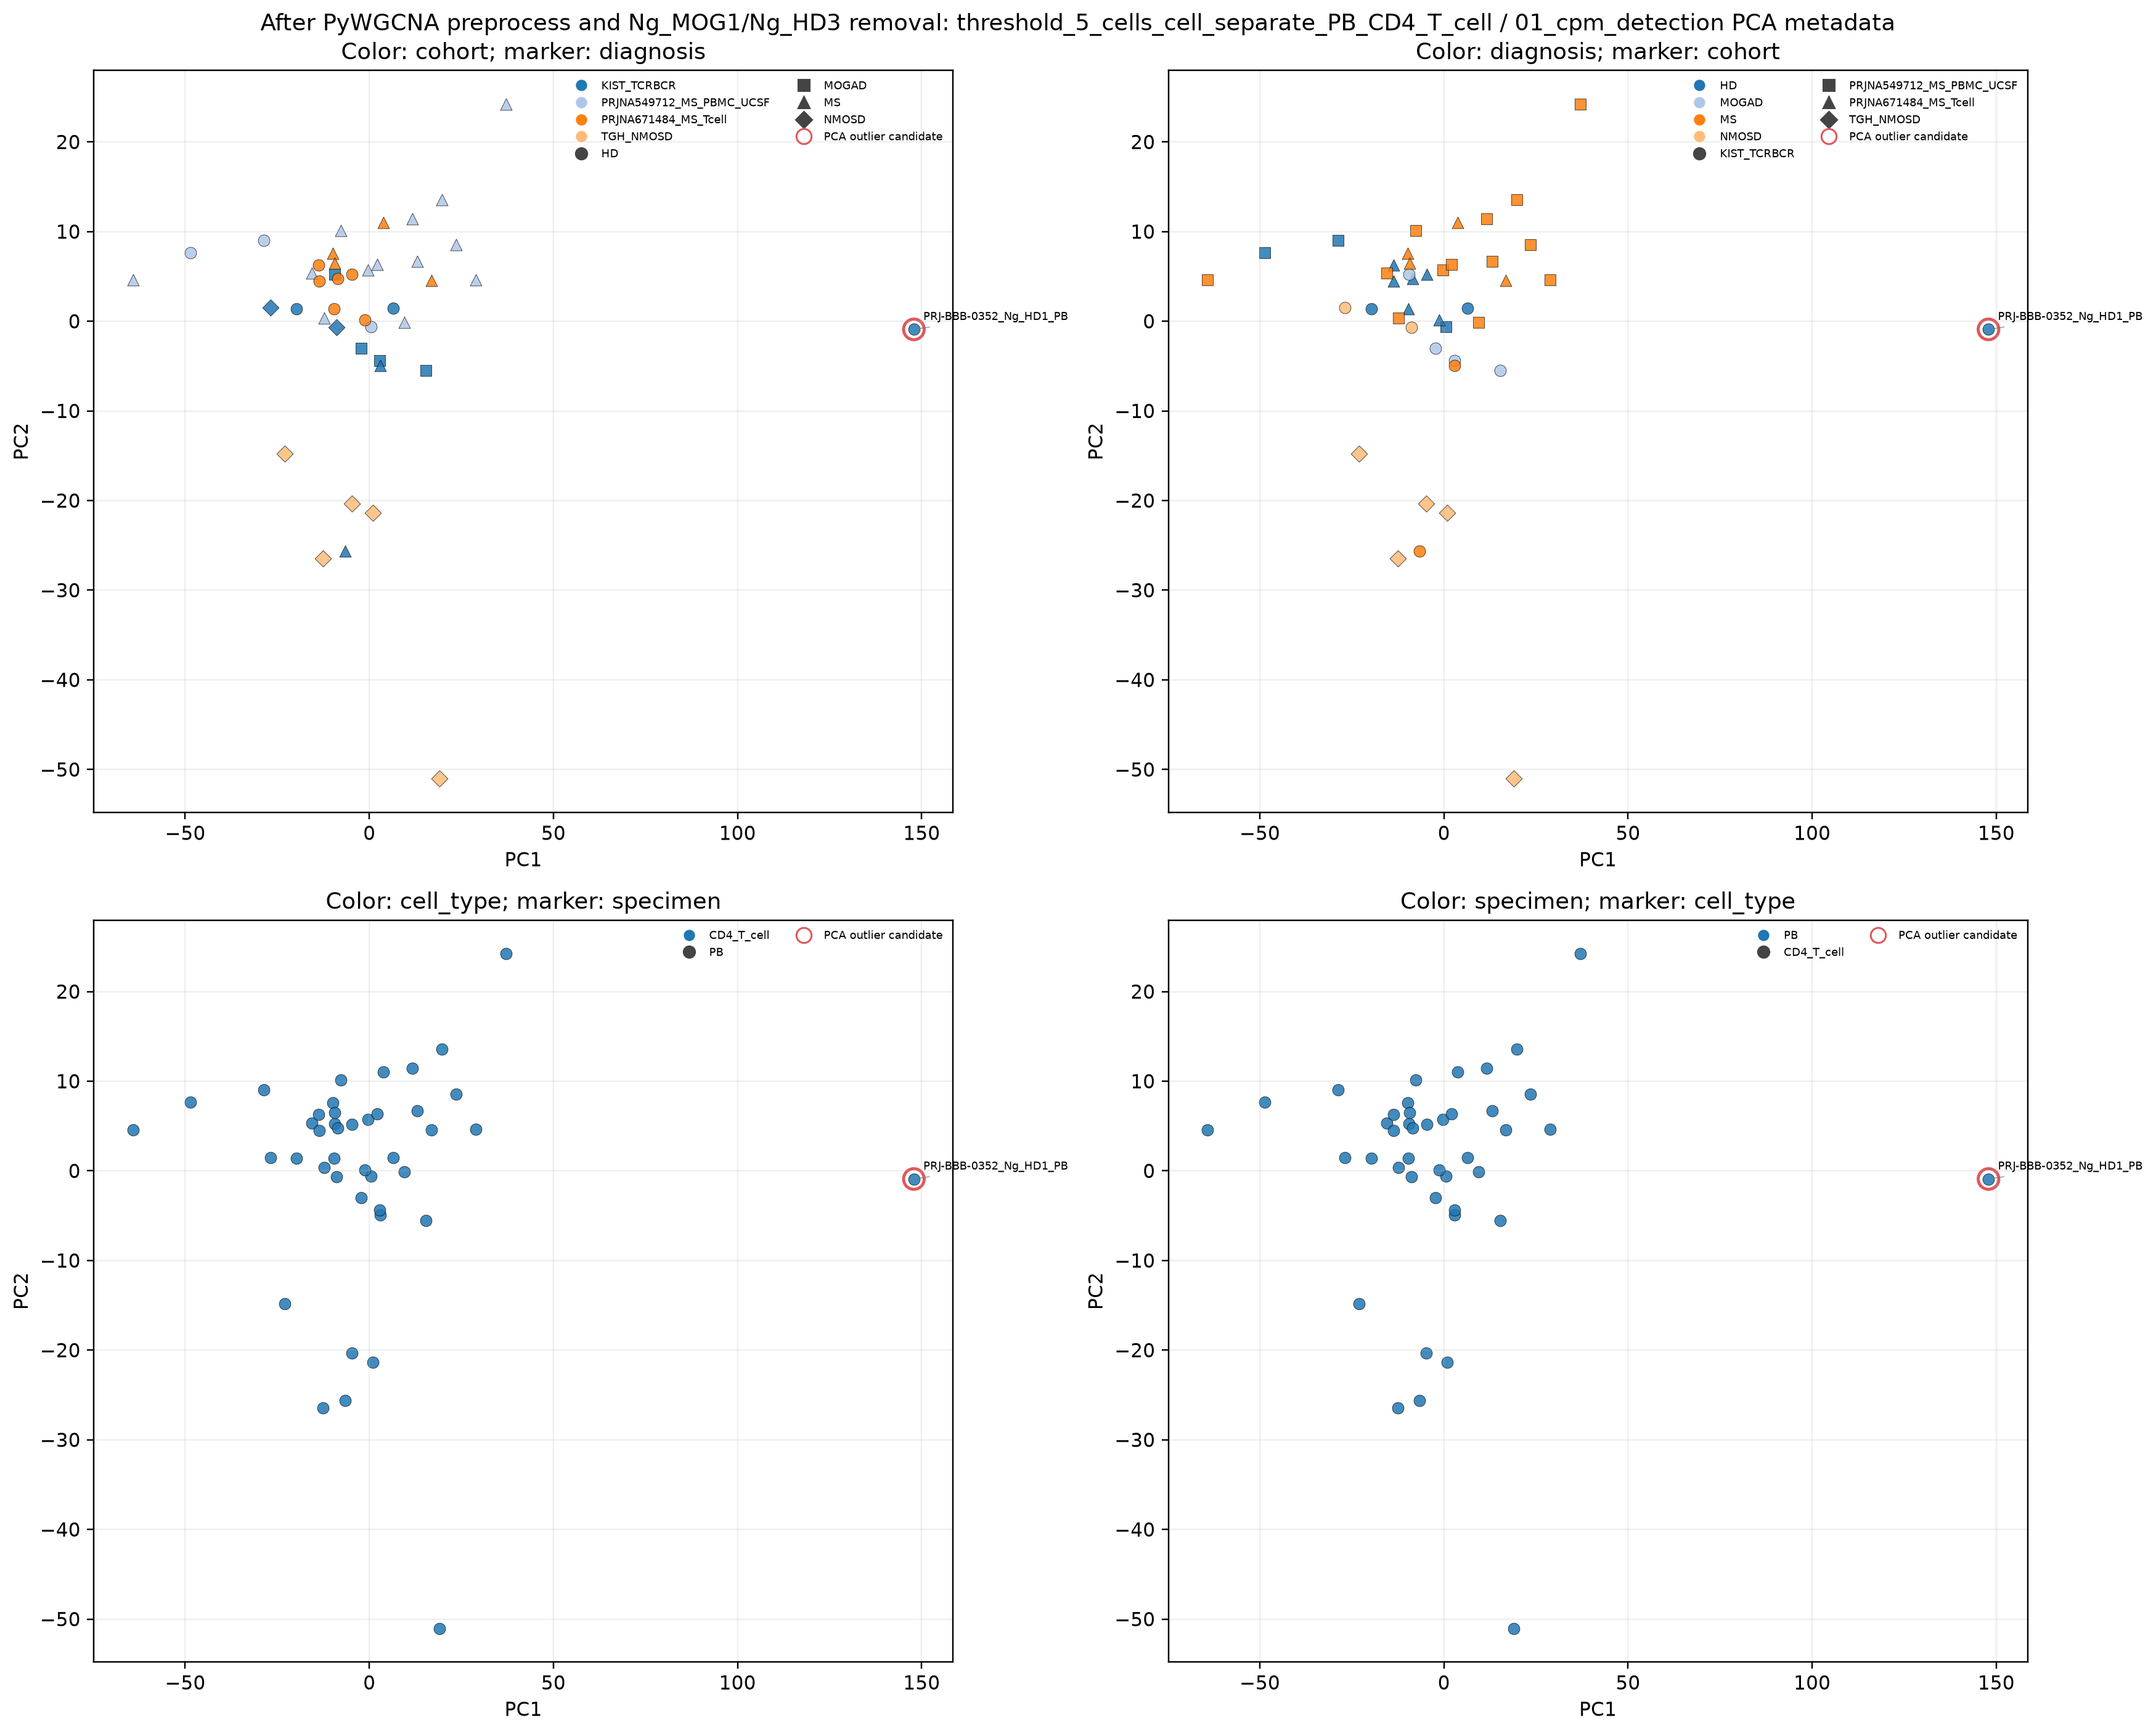 After PyWGCNA preprocess and Ng_MOG1/Ng_HD3 removal: threshold_5_cells_cell_separate_PB_CD4_T_cell / 01_cpm_detection PCA metadata
Color: cohort; marker: diagnosis
KIST_TCRBCR
PRJNA549712_MS_PBMC_UCSF
PRJNA671484_MS_Tcell
TGH_NMOSD
HD
MOGAD
MS
NMOSD
PCA outlier candidate
PRJ-BBB-0352_Ng_HD1_PB
20
10
0
−10
−20
−30
−40
−50
PC2
−50
0
50
100
150
PC1
Color: diagnosis; marker: cohort
HD
MOGAD
MS
NMOSD
KIST_TCRBCR
PRJNA549712_MS_PBMC_UCSF
PRJNA671484_MS_Tcell
TGH_NMOSD
PCA outlier candidate
PRJ-BBB-0352_Ng_HD1_PB
20
10
0
−10
−20
−30
−40
−50
PC2
−50
0
50
100
150
PC1
Color: cell_type; marker: specimen
CD4_T_cell
PB
PCA outlier candidate
PRJ-BBB-0352_Ng_HD1_PB
20
10
0
−10
−20
−30
−40
−50
PC2
−50
0
50
100
150
PC1
Color: specimen; marker: cell_type
PB
CD4_T_cell
PCA outlier candidate
PRJ-BBB-0352_Ng_HD1_PB
20
10
0
−10
−20
−30
−40
−50
PC2
−50
0
50
100
150
PC1